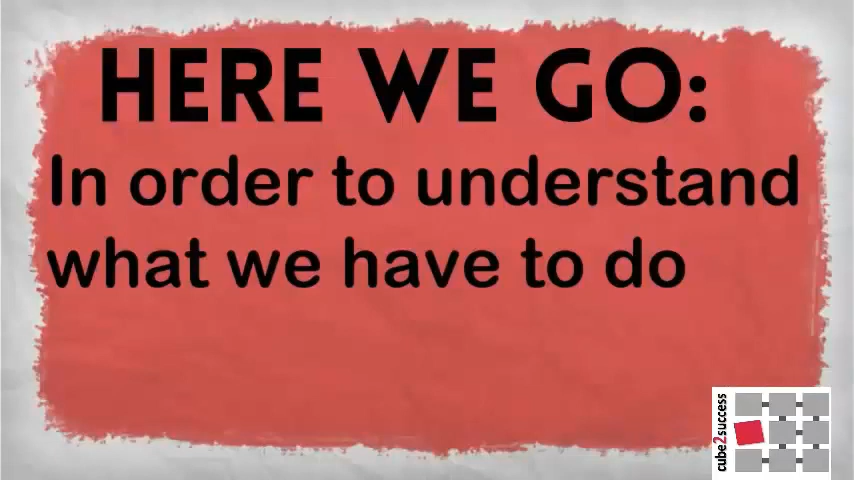 HERE WE GO:
In order to understand
what we have to do
cube2success